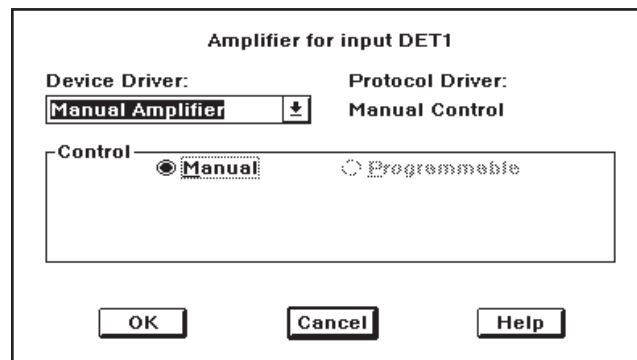 Amplifier for input DET1
Device Driver: Protocol Driver:
Manual Amplifier Manual Control
Control
Manual Programmable
OK Cancel Help